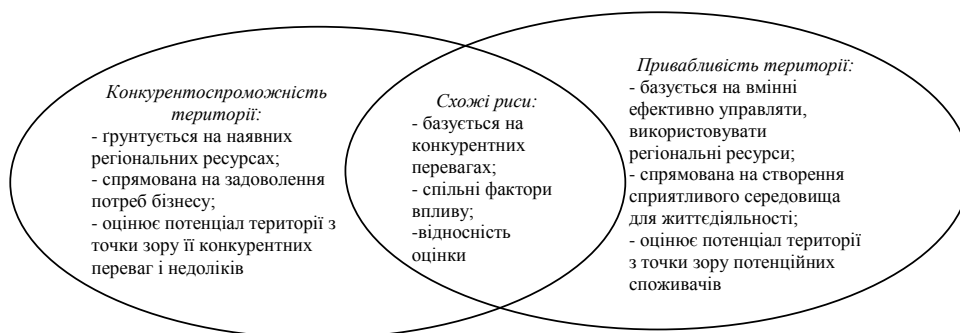 Конкурентоспроможність
території:
- ґрунтується на наявних
регіональних ресурсах;
- спрямована на задоволення
потреб бізнесу;
- оцінює потенціал території з
точки зору її конкурентних
переваг і недоліків
Схожі риси:
- базується на
конкурентних
перевагах;
- спільні фактори
впливу;
-відносність
оцінки
Привабливість території:
- базується на вмінні
ефективно управляти,
використовувати
регіональні ресурси;
- спрямована на створення
сприятливого середовища
для життєдіяльності;
- оцінює потенціал території
з точки зору потенційних
споживачів